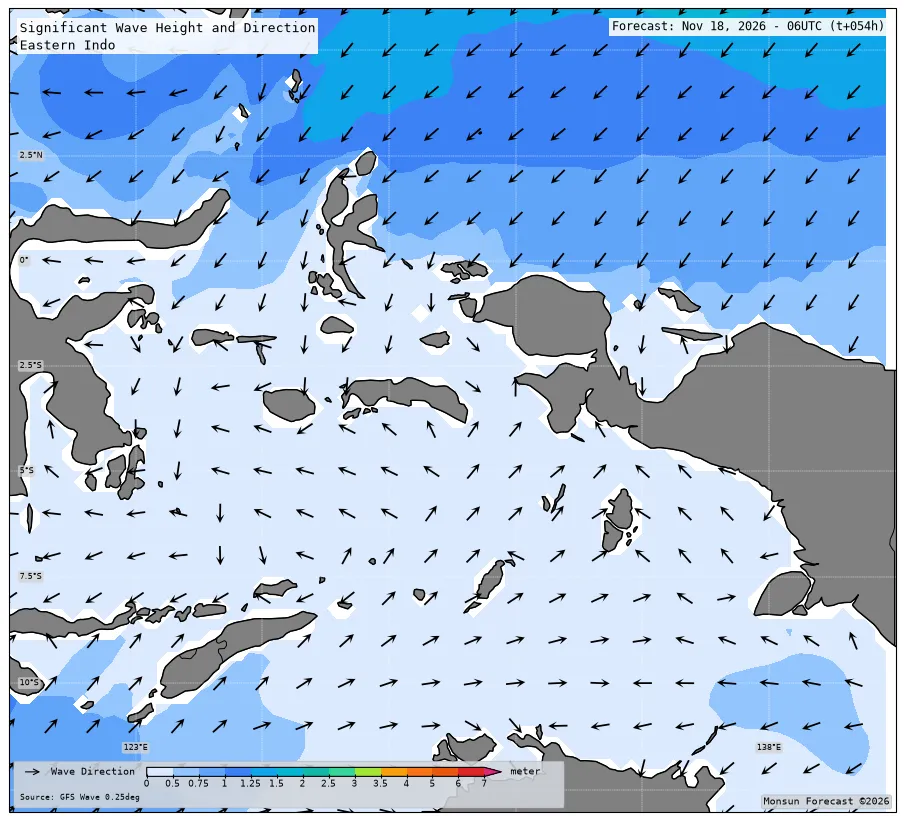 Significant Wave Height and Direction
Eastern Indo
Forecast: Nov 18, 2026 - 06UTC (t+054h)
2.5°N
0°
2.5°S
5°S
7.5°S
10°S
123°E
138°E
Wave Direction
meter
0 0.5 0.75 1 1.25 1.5 2 2.5 3 3.5 4 5 6 7
Source: GFS Wave 0.25deg
Monsun Forecast ©2026